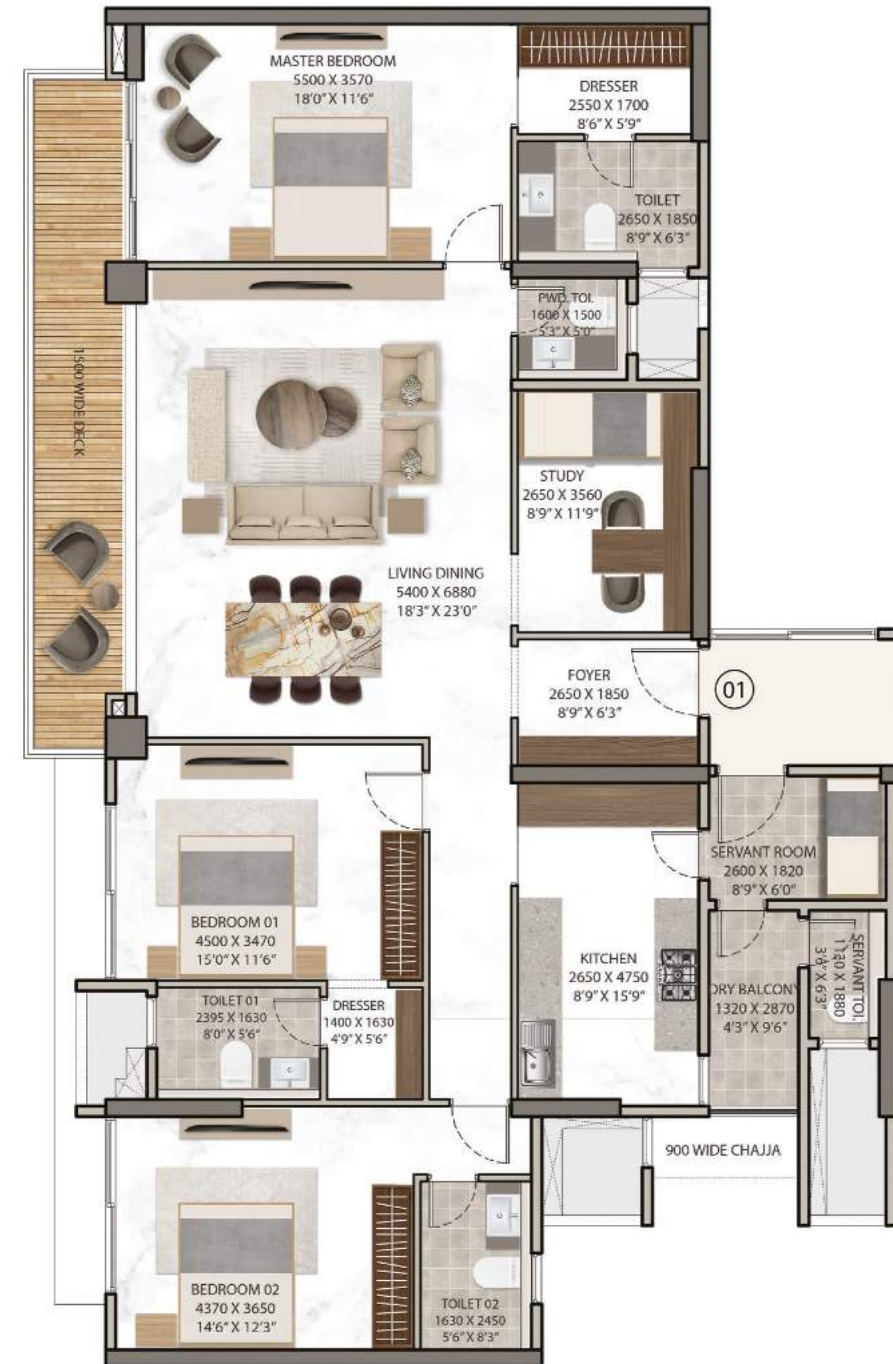 MASTER BEDROOM
5500 X 3570
18'0" X 11'6"
DRESSER
2550 X 1700
8'6" X 5'9"
TOILET
2650 X 1850
8'9" X 6'3"
PWD. TOI.
1600 X 1500
5'3" X 5'0"
1500 WIDE DECK
STUDY
2650 X 3560
8'9" X 11'9"
LIVING DINING
5400 X 6880
18'3" X 23'0"
FOYER
2650 X 1850
8'9" X 6'3"
01
SERVANT ROOM
2600 X 1820
8'9" X 6'0"
BEDROOM 01
4500 X 3470
15'0" X 11'6"
KITCHEN
2650 X 4750
8'9" X 15'9"
DRY BALCONY
1320 X 2870
4'3" X 9'6"
SERVANT TOI.
1130 X 1880
3'6" X 6'3"
TOILET 01
2395 X 1630
8'0" X 5'6"
DRESSER
1400 X 1630
4'9" X 5'6"
900 WIDE CHAJJA
BEDROOM 02
4370 X 3650
14'6" X 12'3"
TOILET 02
1630 X 2450
5'6" X 8'3"